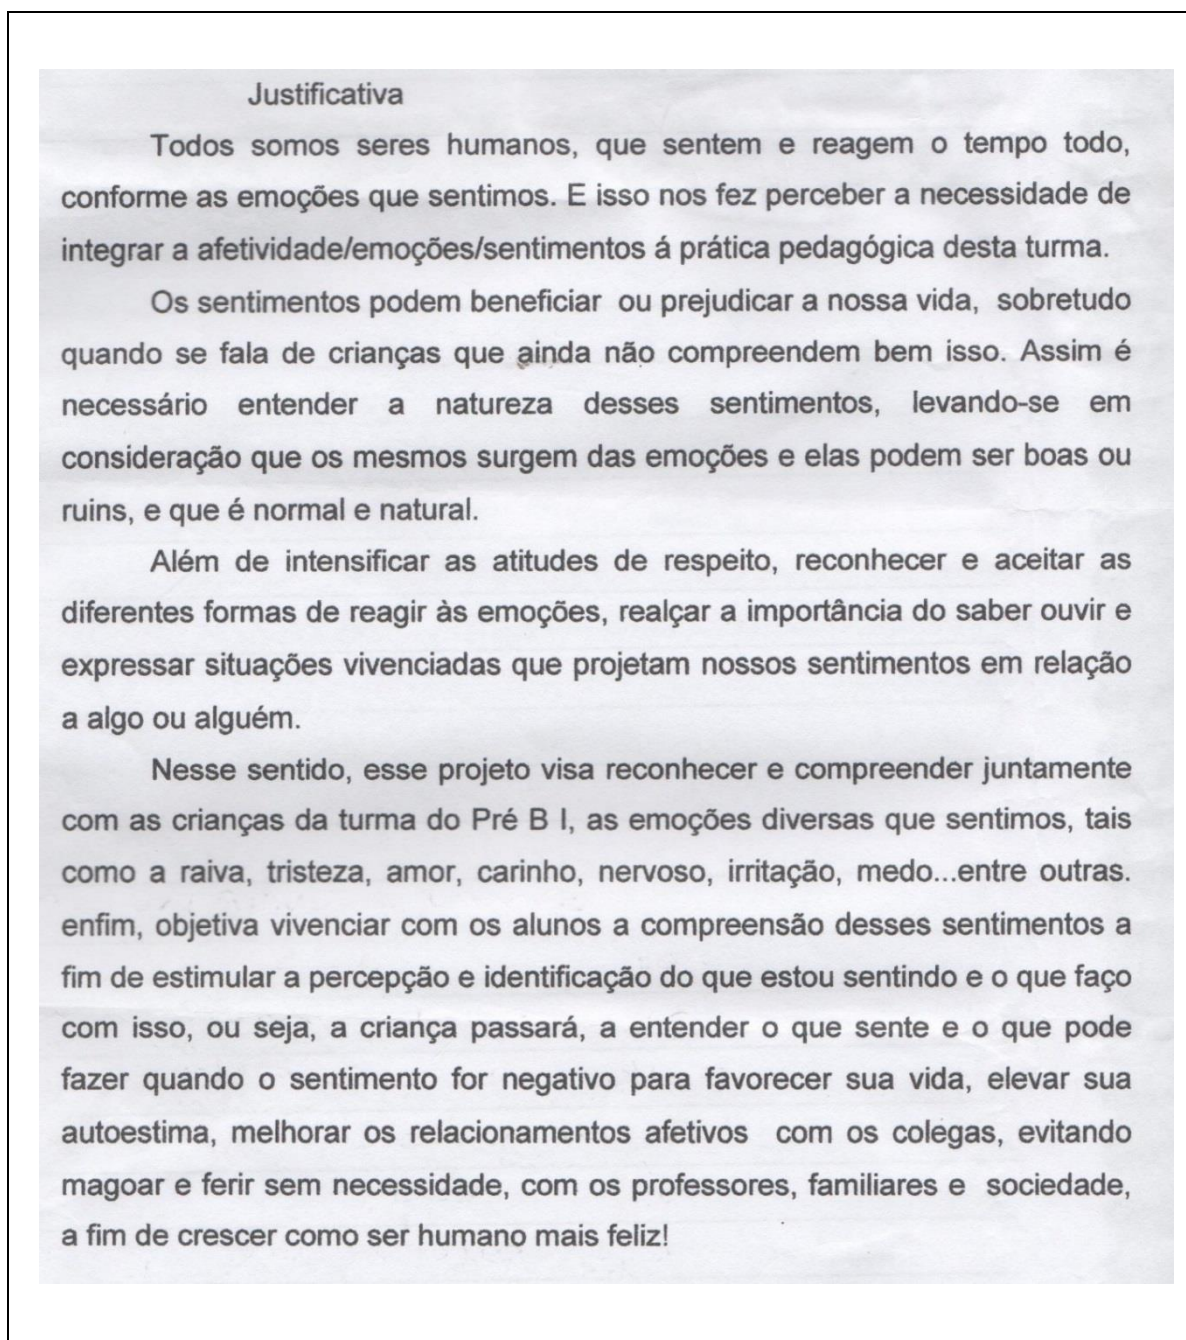 Justificativa
Todos somos seres humanos, que sentem e reagem o tempo todo,
conforme as emoções que sentimos. E isso nos fez perceber a necessidade de
integrar a afetividade/emoções/sentimentos á prática pedagógica desta turma.
Os sentimentos podem beneficiar ou prejudicar a nossa vida, sobretudo
quando se fala de crianças que ainda não compreendem bem isso. Assim é
necessário entender a natureza desses sentimentos, levando-se em
consideração que os mesmos surgem das emoções e elas podem ser boas ou
ruins, e que é normal e natural.
Além de intensificar as atitudes de respeito, reconhecer e aceitar as
diferentes formas de reagir às emoções, realçar a importância do saber ouvir e
expressar situações vivenciadas que projetam nossos sentimentos em relação
a algo ou alguém.
Nesse sentido, esse projeto visa reconhecer e compreender juntamente
com as crianças da turma do Pré B I, as emoções diversas que sentimos, tais
como a raiva, tristeza, amor, carinho, nervoso, irritação, medo...entre outras.
enfim, objetiva vivenciar com os alunos a compreensão desses sentimentos a
fim de estimular a percepção e identificação do que estou sentindo e o que faço
com isso, ou seja, a criança passará, a entender o que sente e o que pode
fazer quando o sentimento for negativo para favorecer sua vida, elevar sua
autoestima, melhorar os relacionamentos afetivos com os colegas, evitando
magoar e ferir sem necessidade, com os professores, familiares e sociedade,
a fim de crescer como ser humano mais feliz!